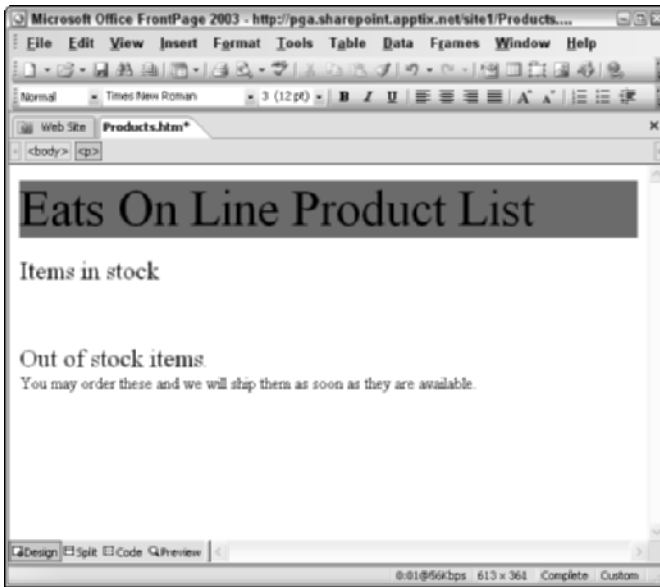 Microsoft Office FrontPage 2003 - http://pga.sharepoint.apptix.net/site1/Products....
File Edit View Insert Format Tools Table Data Frames Window Help
Normal Times New Roman 3 (12 pt) B I U A A
Web Site Products.htm*
<body> <p>
Eats On Line Product List
Items in stock
Out of stock items.
You may order these and we will ship them as soon as they are available.
Design Split Code Preview
0:01@56Kbps 613 x 361 Complete Custom